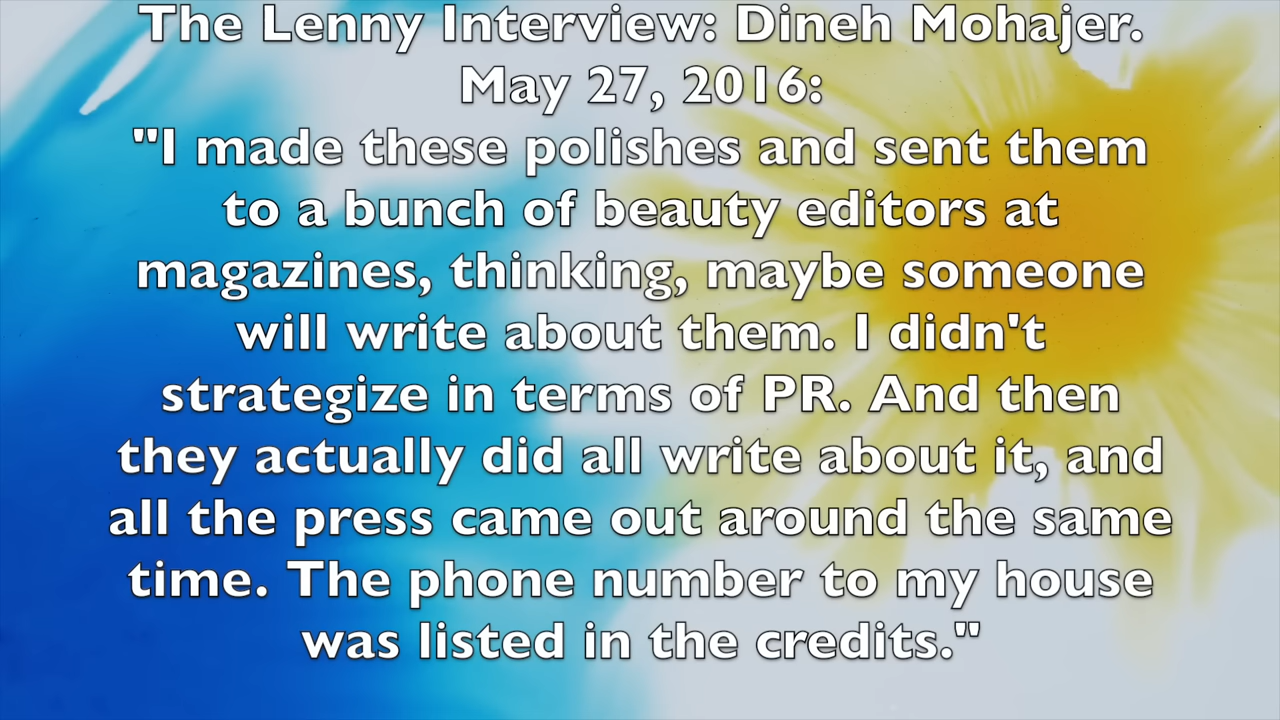 The Lenny Interview: Dineh Mohajer.
May 27, 2016:
"I made these polishes and sent them
to a bunch of beauty editors at
magazines, thinking, maybe someone
will write about them. I didn't
strategize in terms of PR. And then
they actually did all write about it, and
all the press came out around the same
time. The phone number to my house
was listed in the credits."